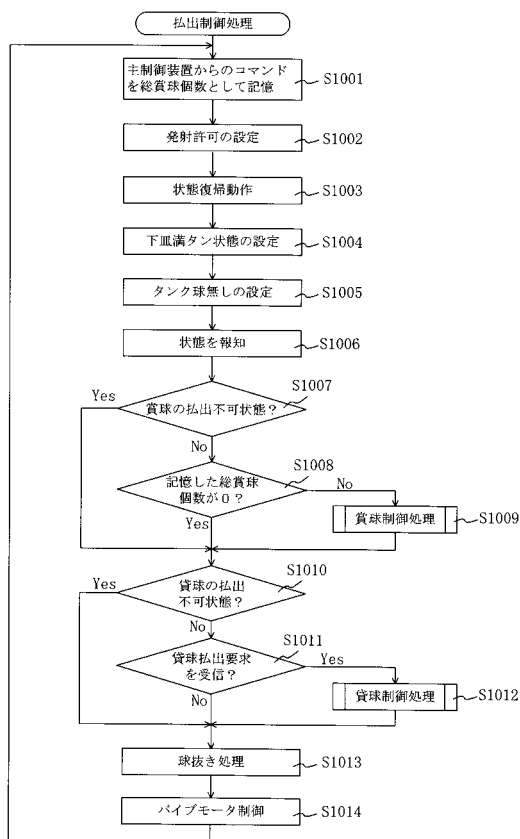 払出制御処理
主制御装置からのコマンド
を総賞球個数として記憶
S1001
発射許可の設定
S1002
状態復帰動作
S1003
下皿満タン状態の設定
S1004
タンク球無しの設定
S1005
状態を報知
S1006
S1007
Yes
賞球の払出不可状態？
No
S1008
記憶した総賞球
個数が０？
No
Yes
賞球制御処理
S1009
S1010
Yes
貸球の払出
不可状態？
No
S1011
貸球払出要求
を受信？
Yes
No
貸球制御処理
S1012
球抜き処理
S1013
バイブモータ制御
S1014